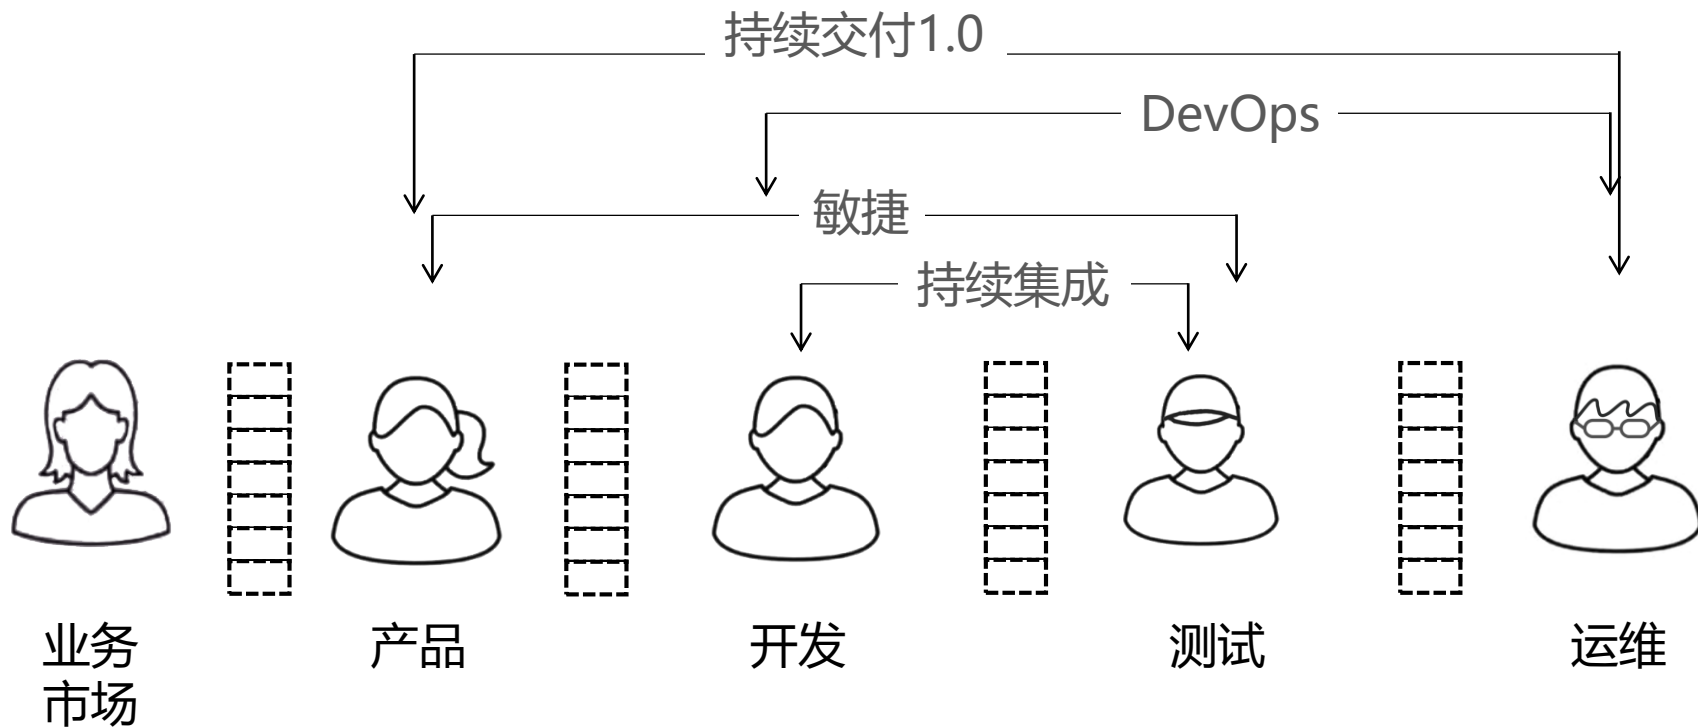 持续交付1.0
DevOps
敏捷
持续集成
业务
市场
产品
开发
测试
运维